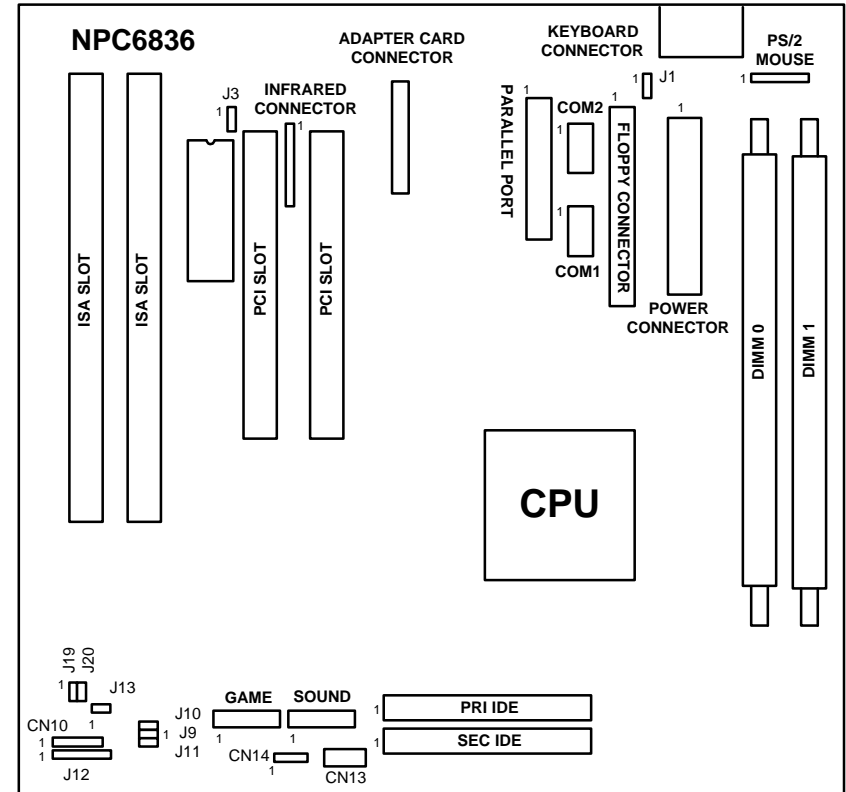 NPC6836
ADAPTER CARD
CONNECTOR
KEYBOARD
CONNECTOR
PS/2
MOUSE
J3
1
INFRARED
CONNECTOR
1
PARALLEL PORT
1
COM2
1
COM1
1
FLOPPY CONNECTOR
1
J1
1
1
1
POWER
CONNECTOR
ISA SLOT
ISA SLOT
PCI SLOT
PCI SLOT
DIMM 0
DIMM 1
CPU
J19
J20
1
J13
1
CN10
1
1
J12
J10
J9
1
J11
GAME
1
SOUND
1
CN14
1
CN13
PRI IDE
1
SEC IDE
1